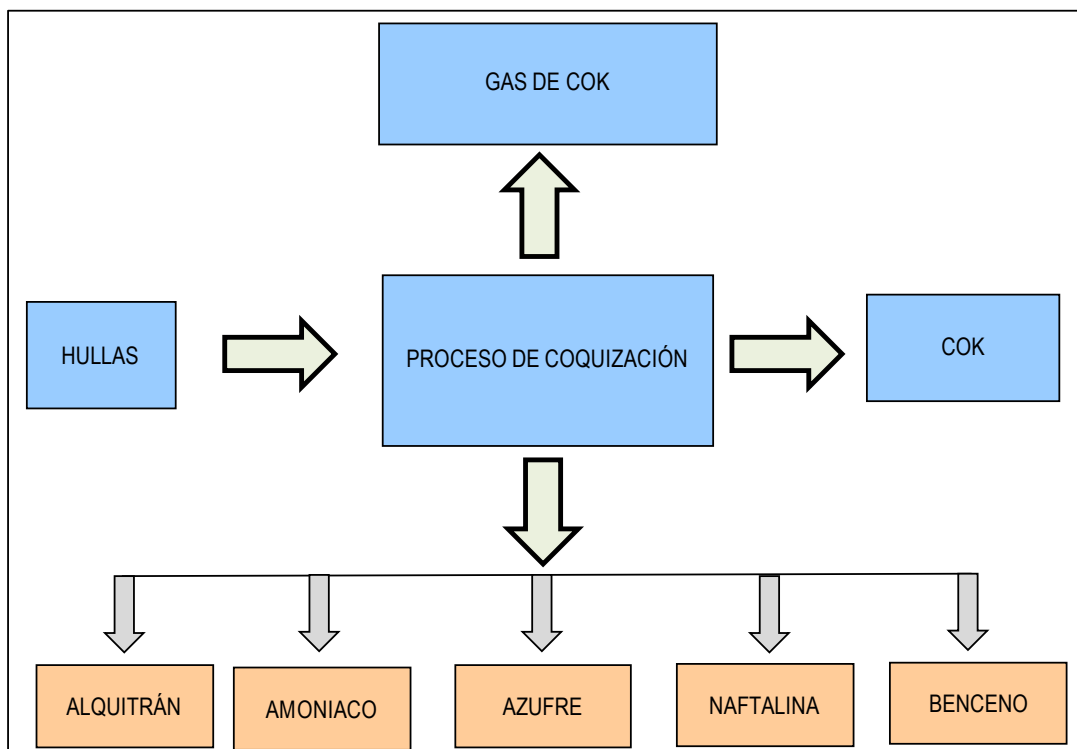 GAS DE COK
HULLAS
PROCESO DE COQUIZACIÓN
COK
ALQUITRÁN
AMONIACO
AZUFRE
NAFTALINA
BENCENO